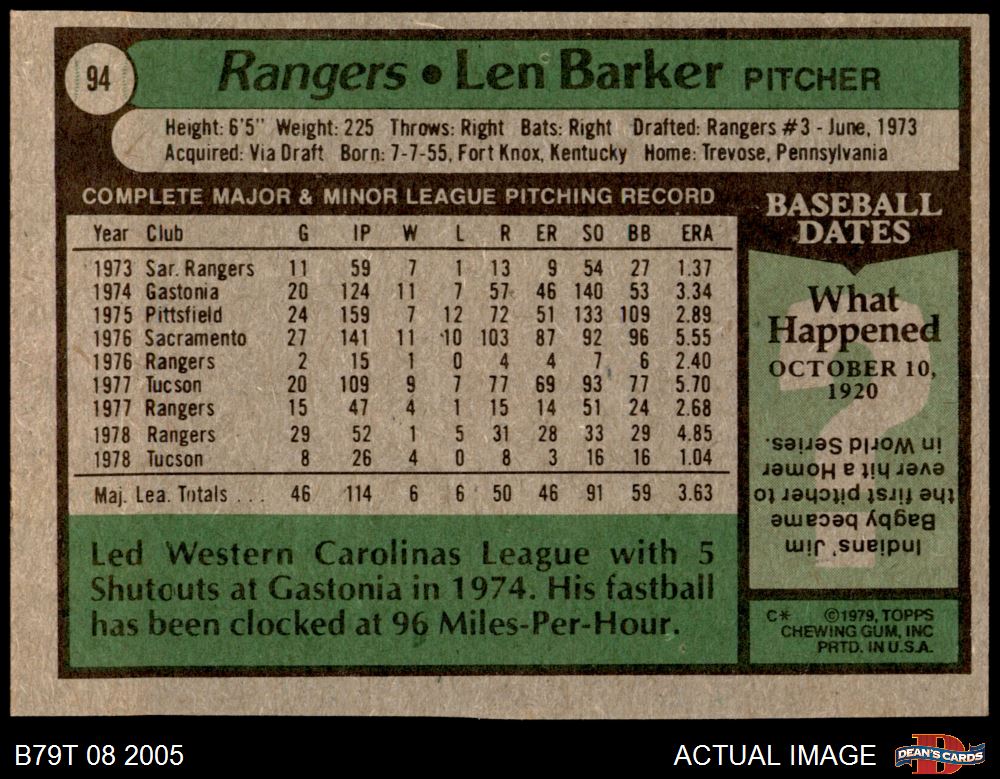 94
Rangers • Len Barker PITCHER
Height: 6'5" Weight: 225 Throws: Right Bats: Right Drafted: Rangers #3 - June, 1973
Acquired: Via Draft Born: 7-7-55, Fort Knox, Kentucky Home: Trevose, Pennsylvania
COMPLETE MAJOR & MINOR LEAGUE PITCHING RECORD
Year Club G IP W L R ER SO BB ERA
1973 Sar. Rangers 11 59 7 1 13 9 54 27 1.37
1974 Gastonia 20 124 11 7 57 46 140 53 3.34
1975 Pittsfield 24 159 7 12 72 51 133 109 2.89
1976 Sacramento 27 141 11 10 103 87 92 96 5.55
1976 Rangers 2 15 1 0 4 4 7 6 2.40
1977 Tucson 20 109 9 7 77 69 93 77 5.70
1977 Rangers 15 47 4 1 15 14 51 24 2.68
1978 Rangers 29 52 1 5 31 28 33 29 4.85
1978 Tucson 8 26 4 0 8 3 16 16 1.04
Maj. Lea. Totals . . . 46 114 6 6 50 46 91 59 3.63
Led Western Carolinas League with 5
Shutouts at Gastonia in 1974. His fastball
has been clocked at 96 Miles-Per-Hour.
BASEBALL
DATES
What
Happened
OCTOBER 10,
1920
Indians' Jim
Bagby became
the first pitcher to
ever hit a Homer
in World Series.
C* ©1979, TOPPS
CHEWING GUM, INC
PRTD. IN U.S.A.
B79T 08 2005
ACTUAL IMAGE
DEAN'S CARDS